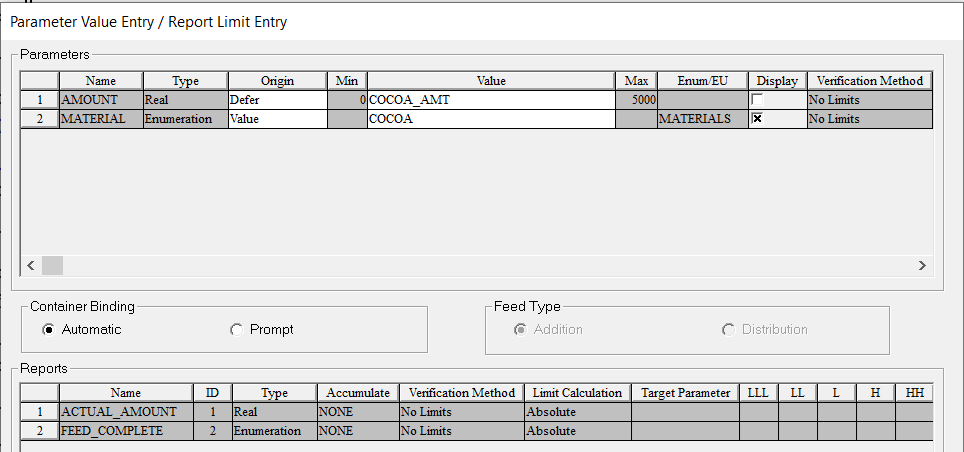 Parameter Value Entry / Report Limit Entry
Parameters
Name Type Origin Min Value Max Enum/EU Display Verification Method
1 AMOUNT Real Defer 0 COCOA_AMT 5000 No Limits
2 MATERIAL Enumeration Value COCOA MATERIALS No Limits
Container Binding
Automatic Prompt
Feed Type
Addition Distribution
Reports
Name ID Type Accumulate Verification Method Limit Calculation Target Parameter LLL LL L H HH
1 ACTUAL_AMOUNT 1 Real NONE No Limits Absolute
2 FEED_COMPLETE 2 Enumeration NONE No Limits Absolute